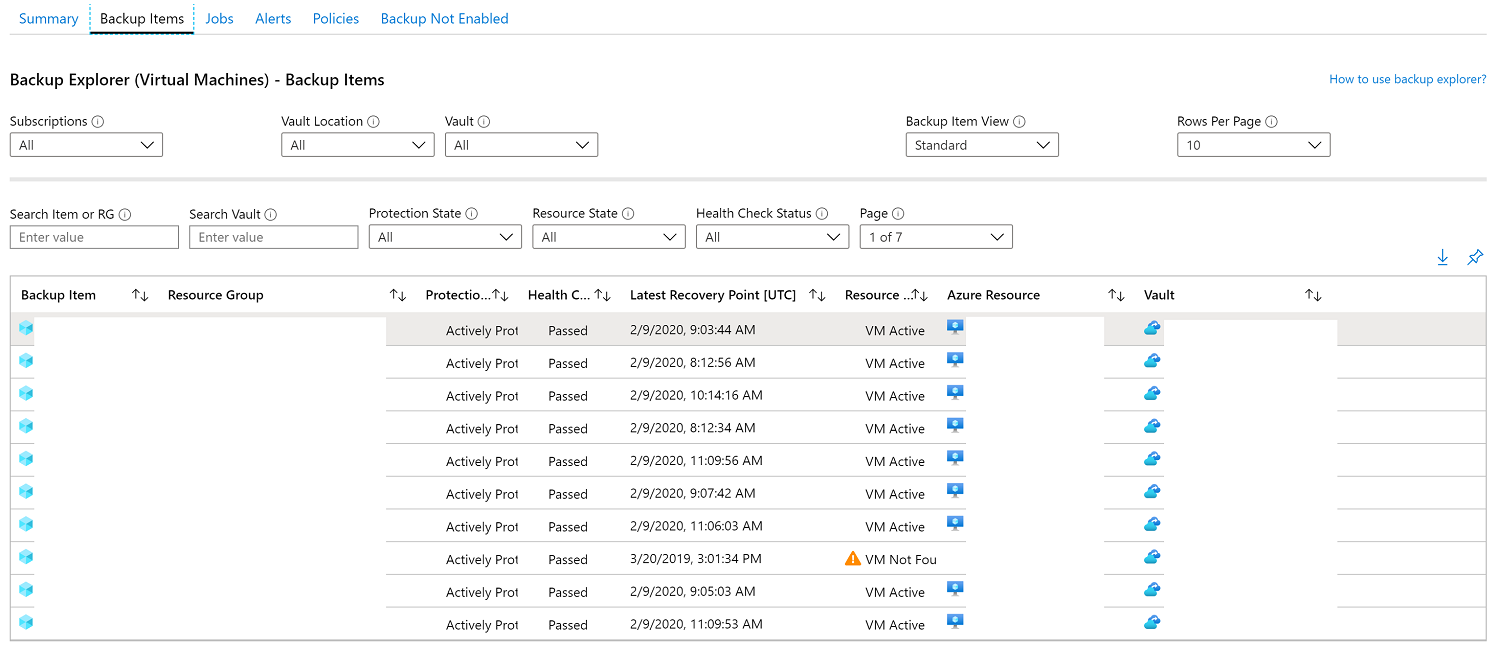 Summary Backup Items Jobs Alerts Policies Backup Not Enabled
Backup Explorer (Virtual Machines) - Backup Items How to use backup explorer?
Subscriptions Vault Location Vault Backup Item View Rows Per Page
All All All Standard 10
Search Item or RG Search Vault Protection State Resource State Health Check Status Page
Enter value Enter value All All All 1 of 7
Backup Item Resource Group Protectio... Health C... Latest Recovery Point [UTC] Resource ... Azure Resource Vault
Actively Prot Passed 2/9/2020, 9:03:44 AM VM Active
Actively Prot Passed 2/9/2020, 8:12:56 AM VM Active
Actively Prot Passed 2/9/2020, 10:14:16 AM VM Active
Actively Prot Passed 2/9/2020, 8:12:34 AM VM Active
Actively Prot Passed 2/9/2020, 11:09:56 AM VM Active
Actively Prot Passed 2/9/2020, 9:07:42 AM VM Active
Actively Prot Passed 2/9/2020, 11:06:03 AM VM Active
Actively Prot Passed 3/20/2019, 3:01:34 PM VM Not Fou
Actively Prot Passed 2/9/2020, 9:05:03 AM VM Active
Actively Prot Passed 2/9/2020, 11:09:53 AM VM Active